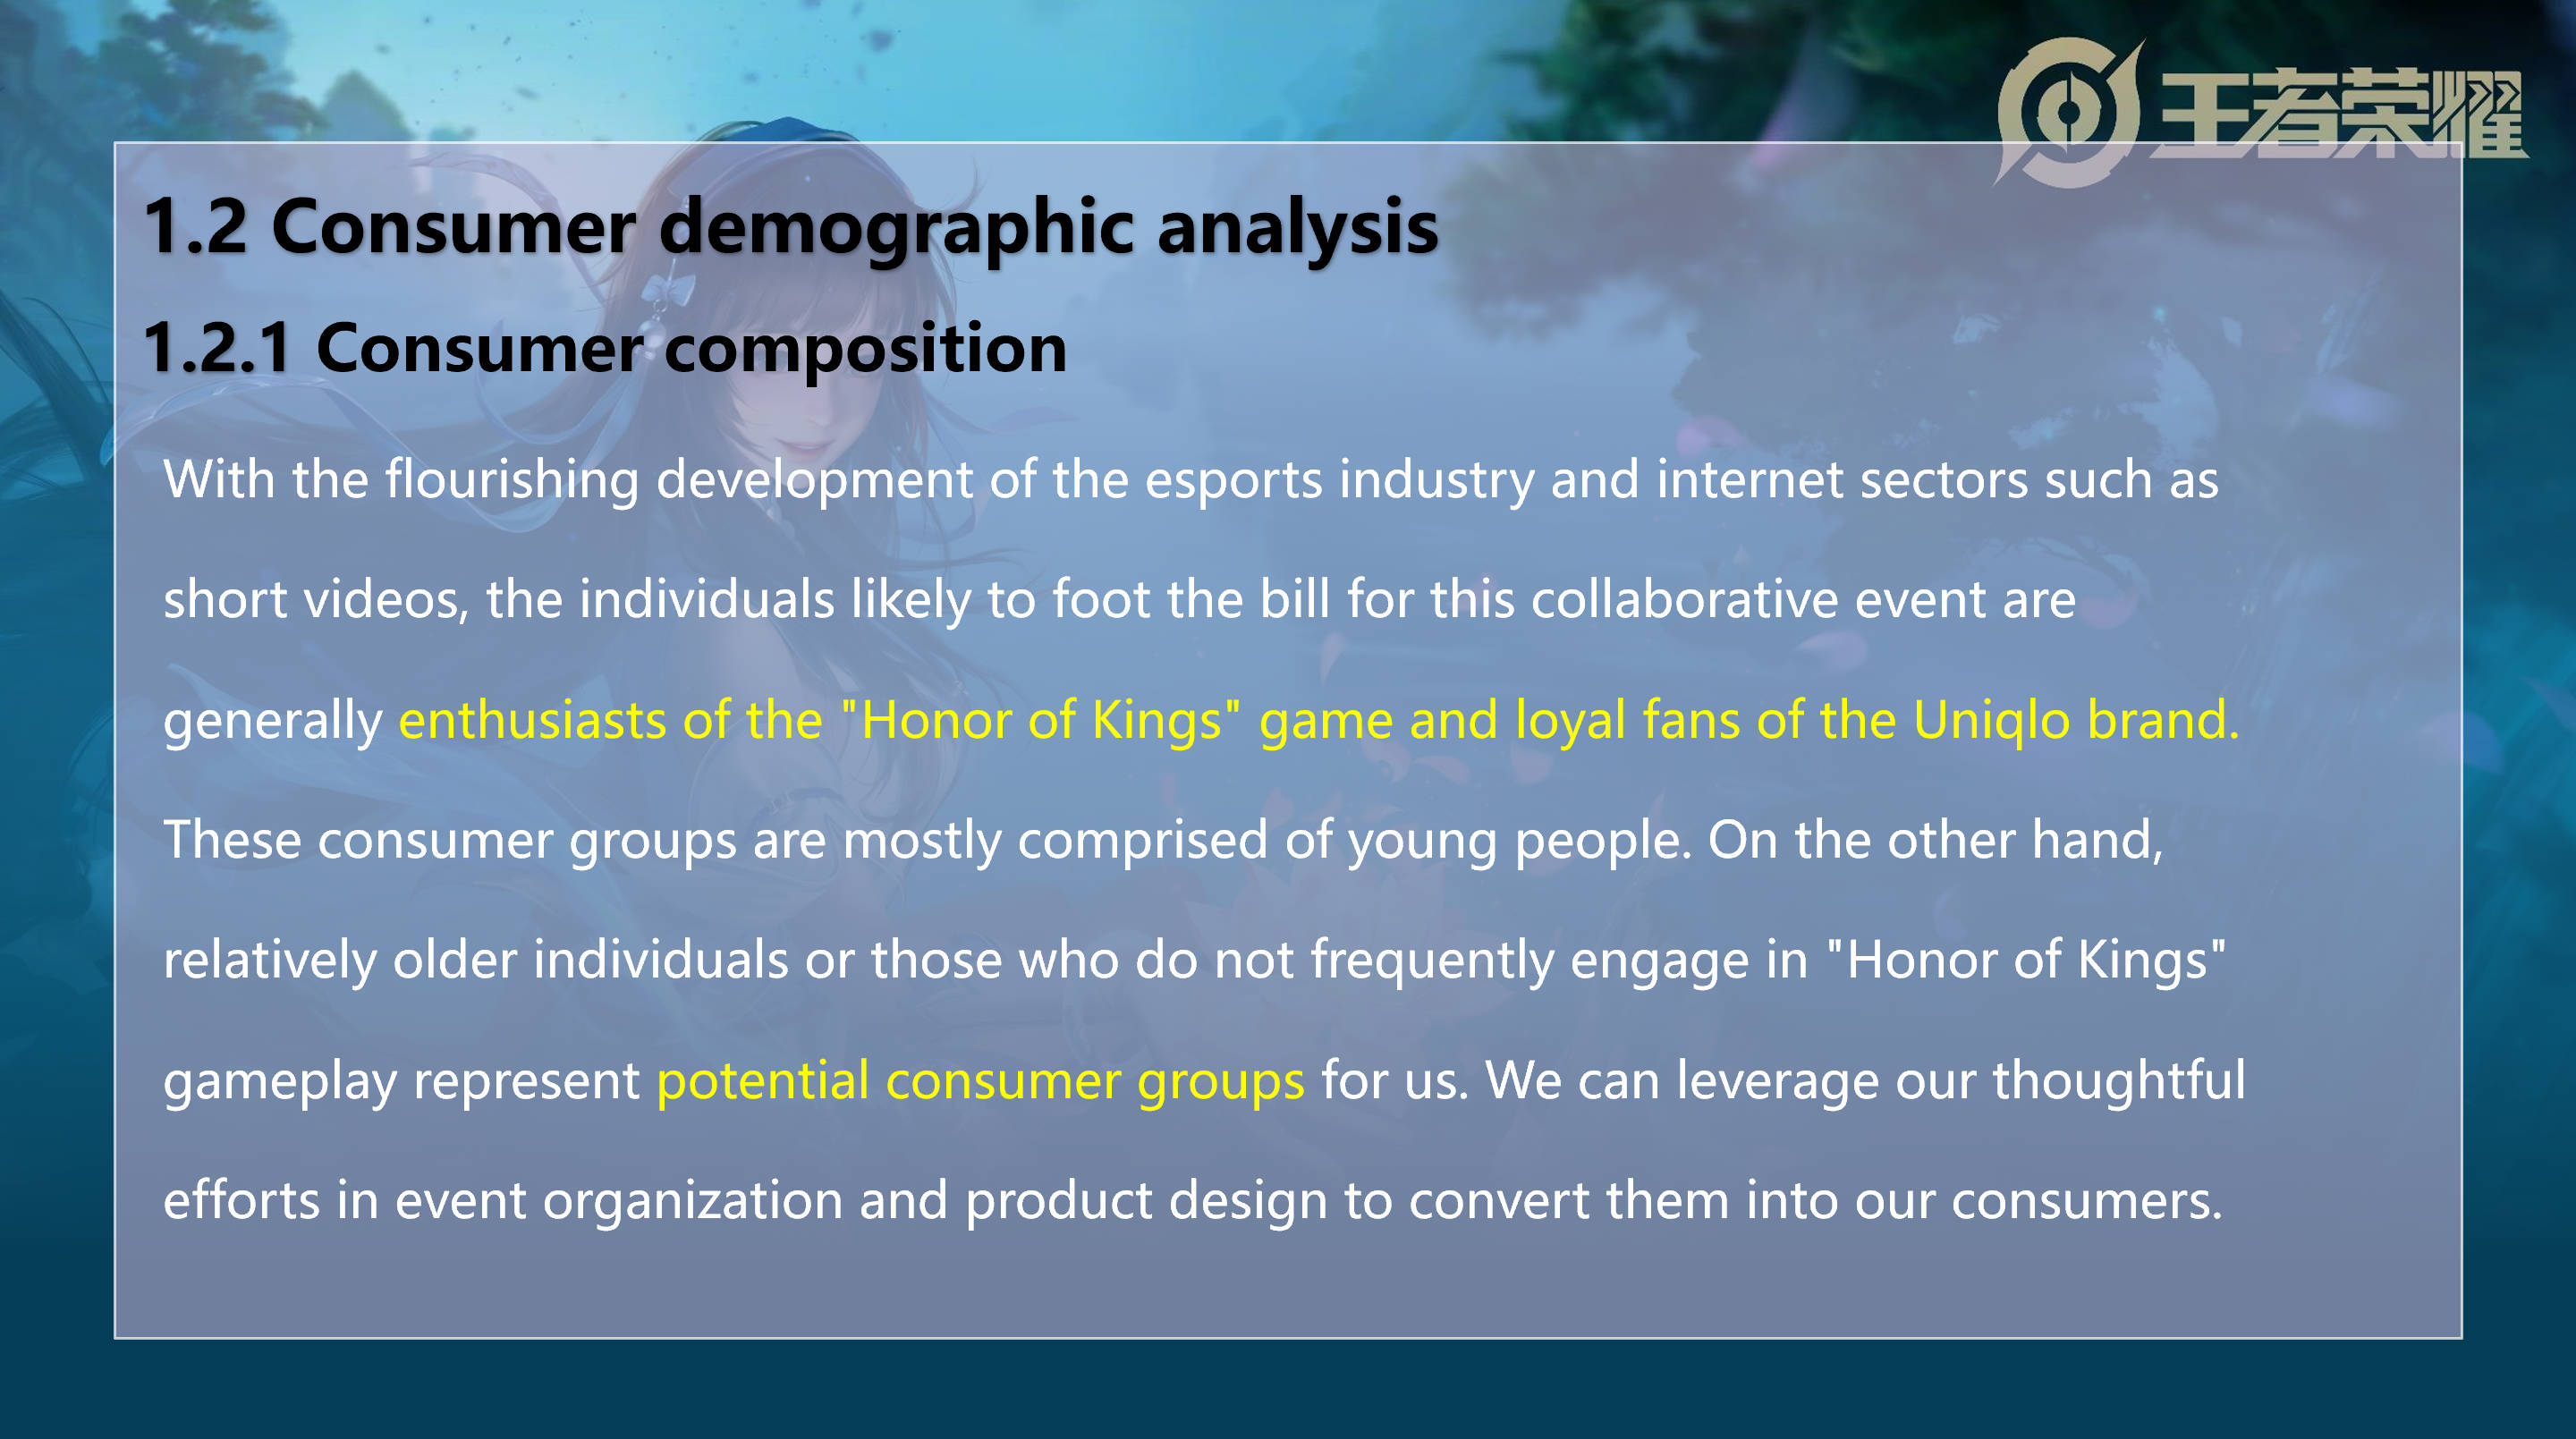 王者荣耀
1.2 Consumer demographic analysis
1.2.1 Consumer composition
With the flourishing development of the esports industry and internet sectors such as
short videos, the individuals likely to foot the bill for this collaborative event are
generally enthusiasts of the "Honor of Kings" game and loyal fans of the Uniqlo brand.
These consumer groups are mostly comprised of young people. On the other hand,
relatively older individuals or those who do not frequently engage in "Honor of Kings"
gameplay represent potential consumer groups for us. We can leverage our thoughtful
efforts in event organization and product design to convert them into our consumers.